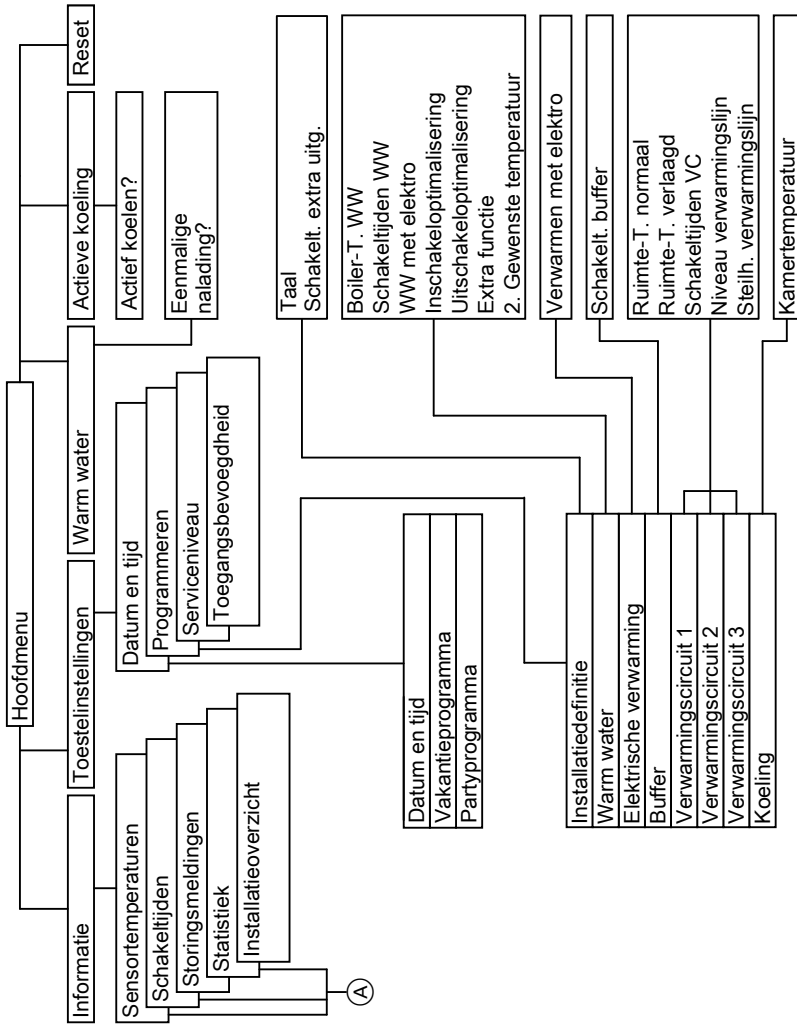 Hoofdmenu
Informatie
Toestelinstellingen
Warm water
Actieve koeling
Reset
Sensortemperaturen
Schakeltijden
Storingsmeldingen
Statistiek
Installatieoverzicht
A
Datum en tijd
Programmeren
Serviceniveau
Toegangsbevoegdheid
Eenmalige
nalading?
Actief koelen?
Datum en tijd
Vakantieprogramma
Partyprogramma
Installatiedefinitie
Warm water
Elektrische verwarming
Buffer
Verwarmingscircuit 1
Verwarmingscircuit 2
Verwarmingscircuit 3
Koeling
Taal
Schakelt. extra uitg.
Boiler-T. WW
Schakeltijden WW
WW met elektro
Inschakeloptimalisering
Uitschakeloptimalisering
Extra functie
2. Gewenste temperatuur
Verwarmen met elektro
Schakelt. buffer
Ruimte-T. normaal
Ruimte-T. verlaagd
Schakeltijden VC
Niveau verwarmingslijn
Steilh. verwarmingslijn
Kamertemperatuur